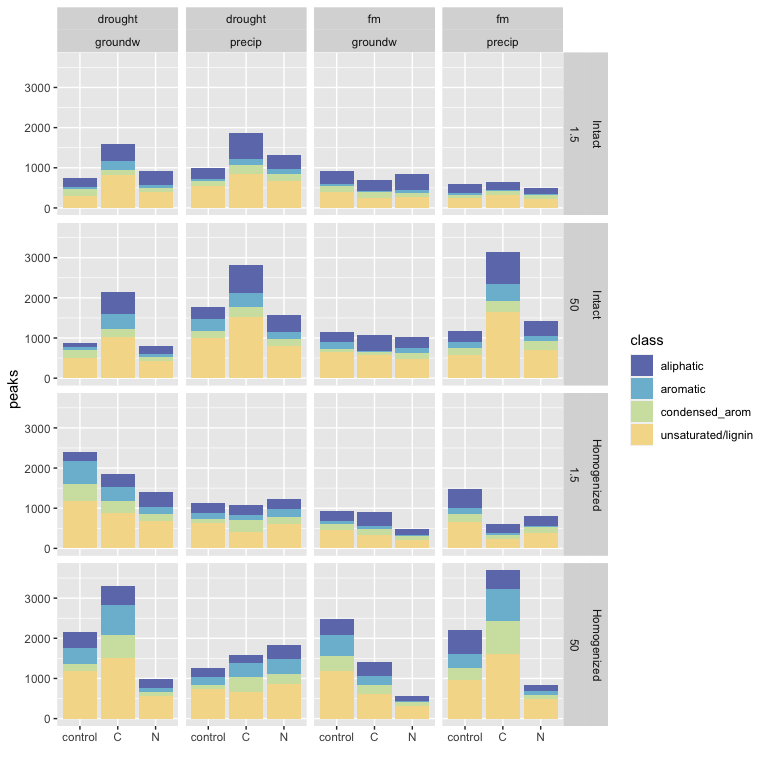 drought drought fm fm
groundw precip groundw precip
3000
2000
1000
0
Intact
1.5
3000
2000
1000
0
Intact
50
3000
2000
1000
0
Homogenized
1.5
3000
2000
1000
0
Homogenized
50
control C N control C N control C N control C N
peaks
class
aliphatic
aromatic
condensed_arom
unsaturated/lignin